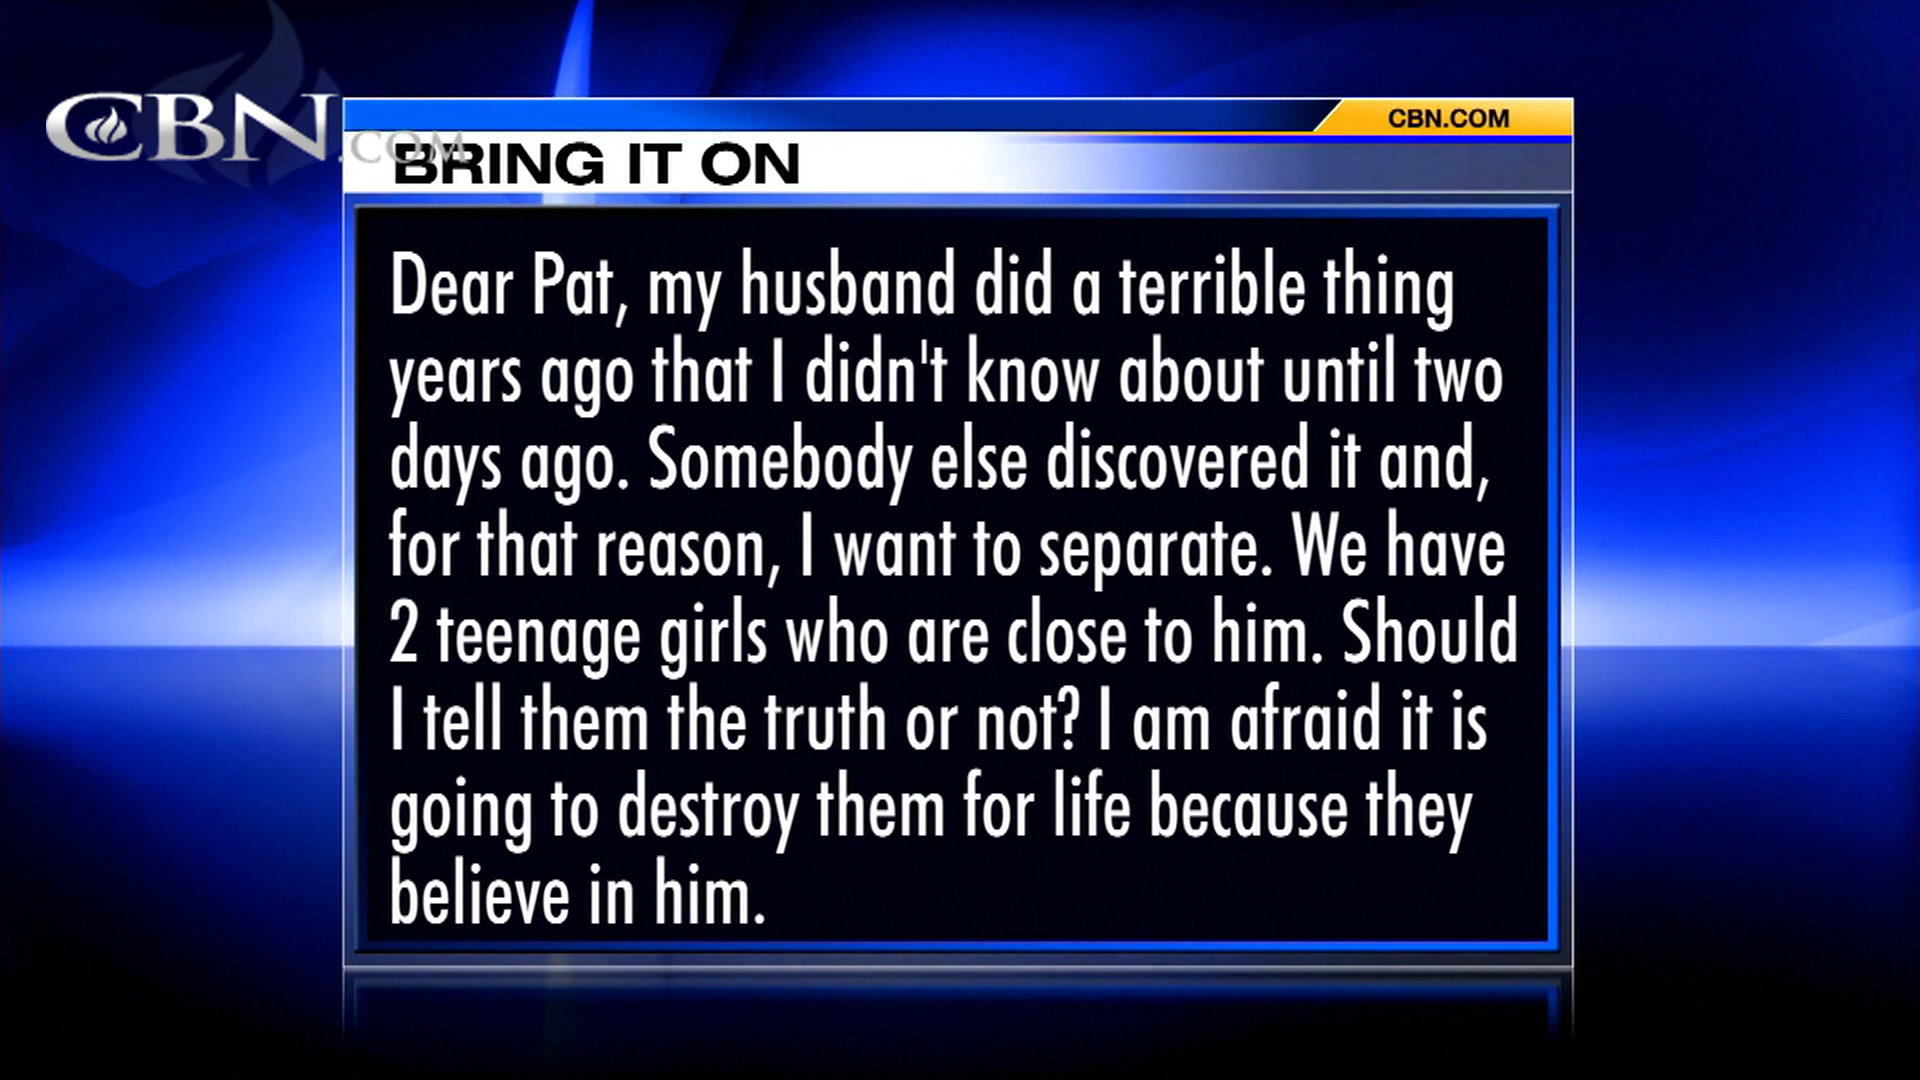 CBN.COM
CBN.COM
BRING IT ON
Dear Pat, my husband did a terrible thing
years ago that I didn't know about until two
days ago. Somebody else discovered it and,
for that reason, I want to separate. We have
2 teenage girls who are close to him. Should
I tell them the truth or not? I am afraid it is
going to destroy them for life because they
believe in him.